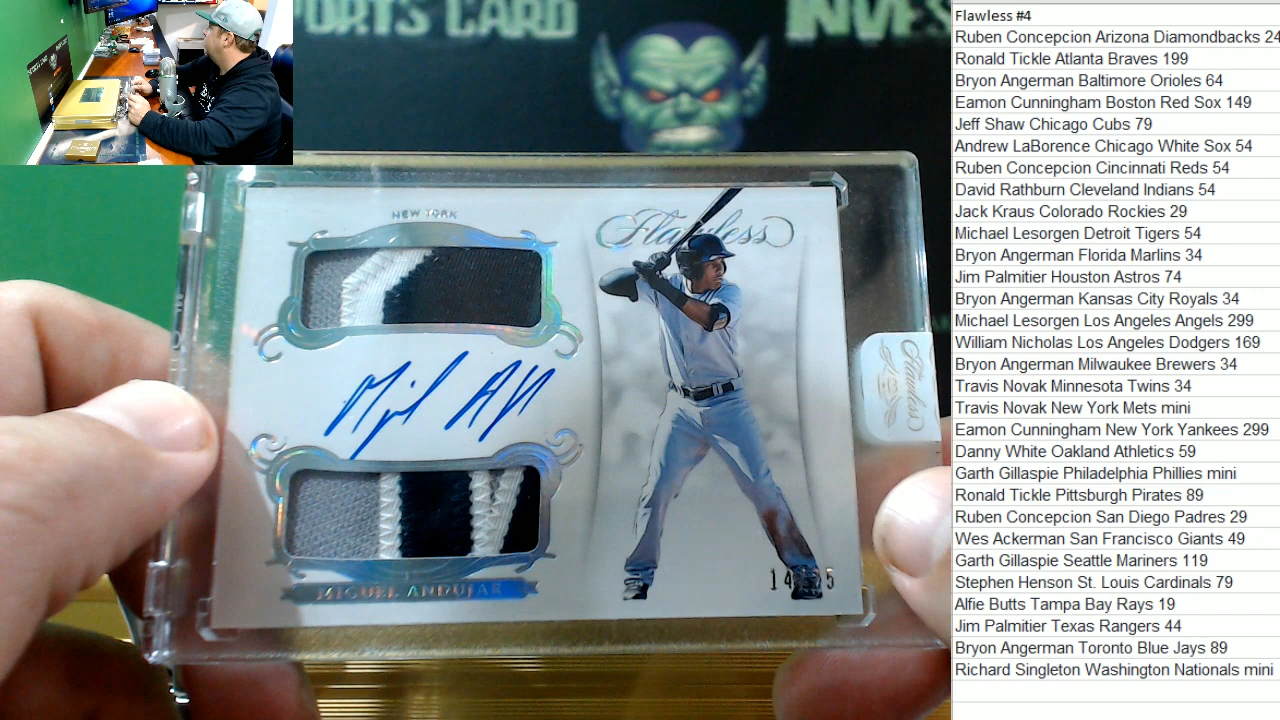 PORTS CARD INVES
NEW YORK
Flawless
Flawless
MIGUEL ANDUJAR
Flawless #4
Ruben Concepcion Arizona Diamondbacks 24
Ronald Tickle Atlanta Braves 199
Bryon Angerman Baltimore Orioles 64
Eamon Cunningham Boston Red Sox 149
Jeff Shaw Chicago Cubs 79
Andrew LaBorence Chicago White Sox 54
Ruben Concepcion Cincinnati Reds 54
David Rathburn Cleveland Indians 54
Jack Kraus Colorado Rockies 29
Michael Lesorgen Detroit Tigers 54
Bryon Angerman Florida Marlins 34
Jim Palmitier Houston Astros 74
Bryon Angerman Kansas City Royals 34
Michael Lesorgen Los Angeles Angels 299
William Nicholas Los Angeles Dodgers 169
Bryon Angerman Milwaukee Brewers 34
Travis Novak Minnesota Twins 34
Travis Novak New York Mets mini
Eamon Cunningham New York Yankees 299
Danny White Oakland Athletics 59
Garth Gillaspie Philadelphia Phillies mini
Ronald Tickle Pittsburgh Pirates 89
Ruben Concepcion San Diego Padres 29
Wes Ackerman San Francisco Giants 49
Garth Gillaspie Seattle Mariners 119
Stephen Henson St. Louis Cardinals 79
Alfie Butts Tampa Bay Rays 19
Jim Palmitier Texas Rangers 44
Bryon Angerman Toronto Blue Jays 89
Richard Singleton Washington Nationals mini